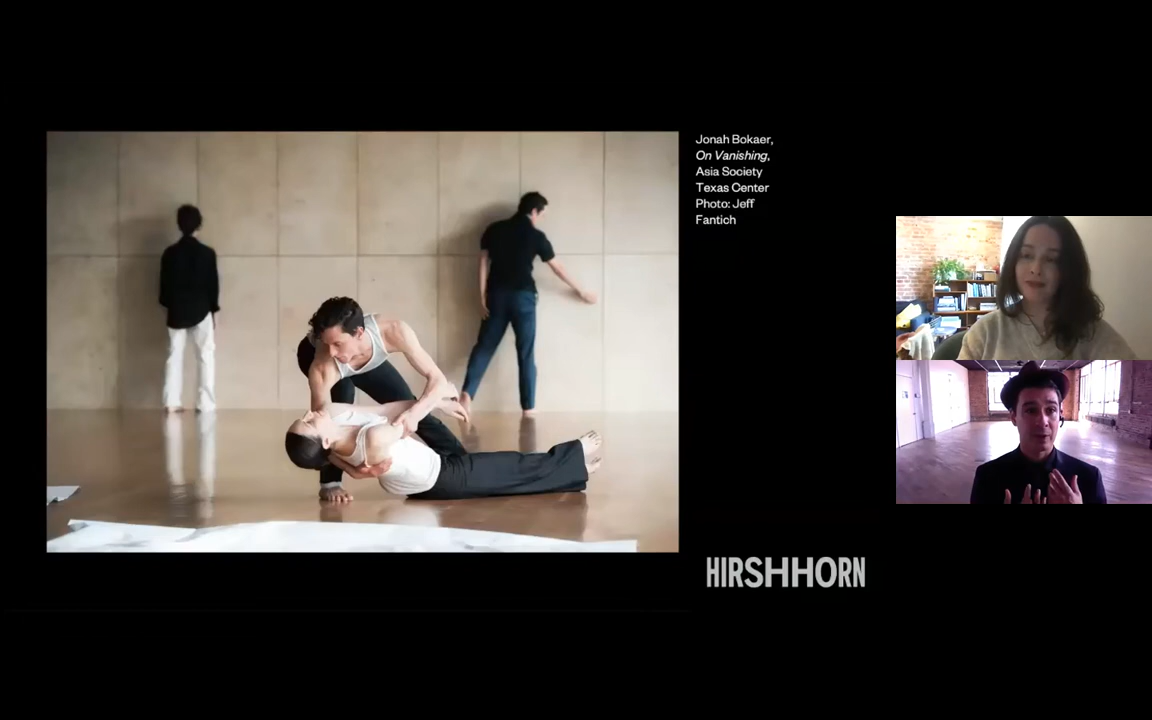 Jonah Bokaer,
On Vanishing,
Asia Society
Texas Center
Photo: Jeff
Fantich
HIRSHHORN